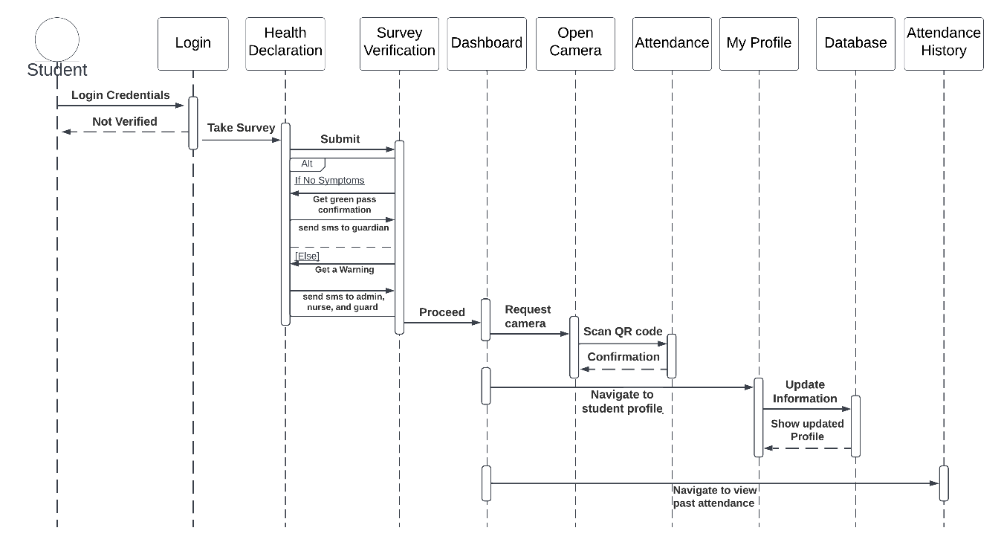 Student
Login
Health
Declaration
Survey
Verification
Dashboard
Open
Camera
Attendance
My Profile
Database
Attendance
History
Login Credentials
Not Verified
Take Survey
Submit
Alt
If No Symptoms
Get green pass
confirmation
send sms to guardian
[Else]
Get a Warning
send sms to admin,
nurse, and guard
Proceed
Request
camera
Scan QR code
Confirmation
Navigate to
student profile
Update
Information
Show updated
Profile
Navigate to view
past attendance